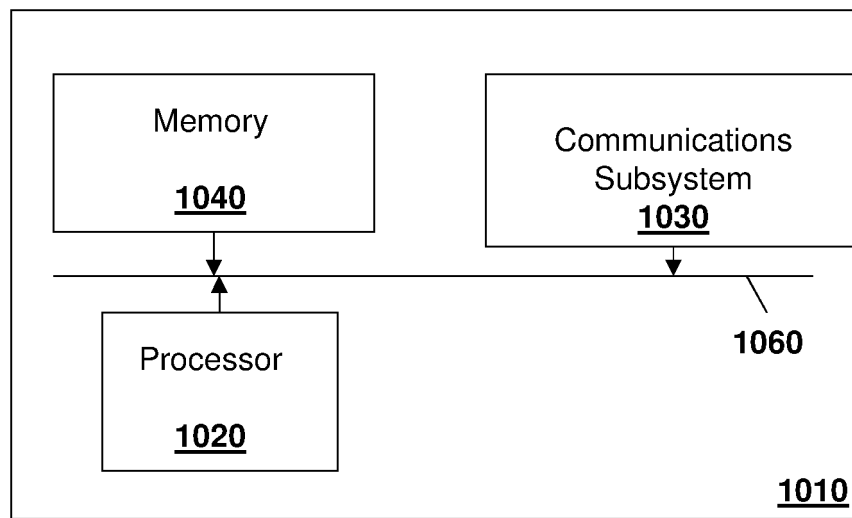 Memory
1040
Communications
Subsystem
1030
Processor
1020
1060
1010